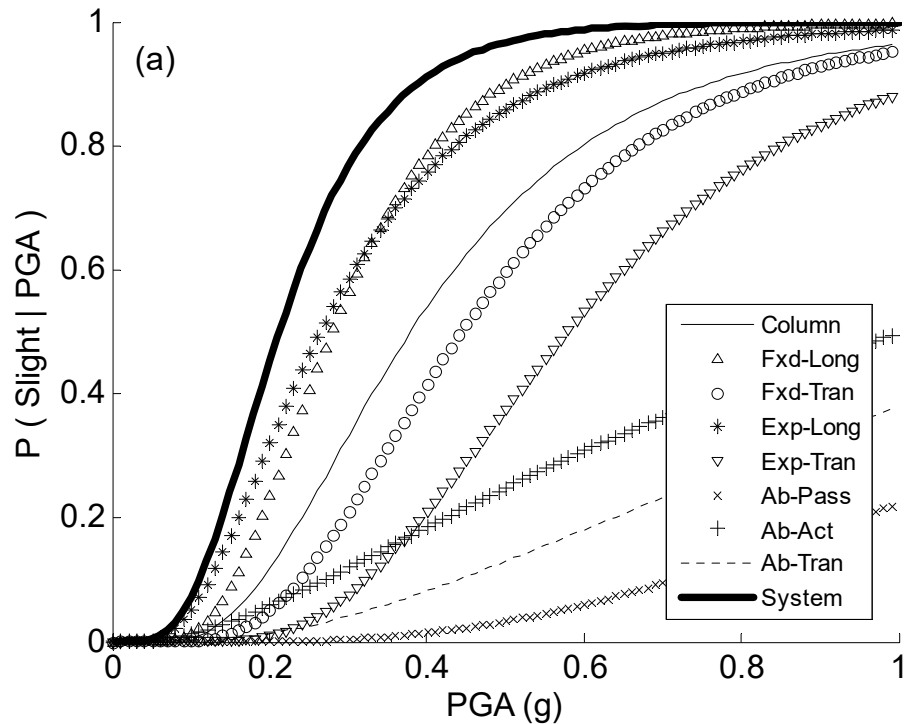 (a)
P ( Slight | PGA )
1
0.8
0.6
0.4
0.2
0
0
0.2
0.4
0.6
0.8
1
PGA (g)
Column
Fxd-Long
Fxd-Tran
Exp-Long
Exp-Tran
Ab-Pass
Ab-Act
Ab-Tran
System